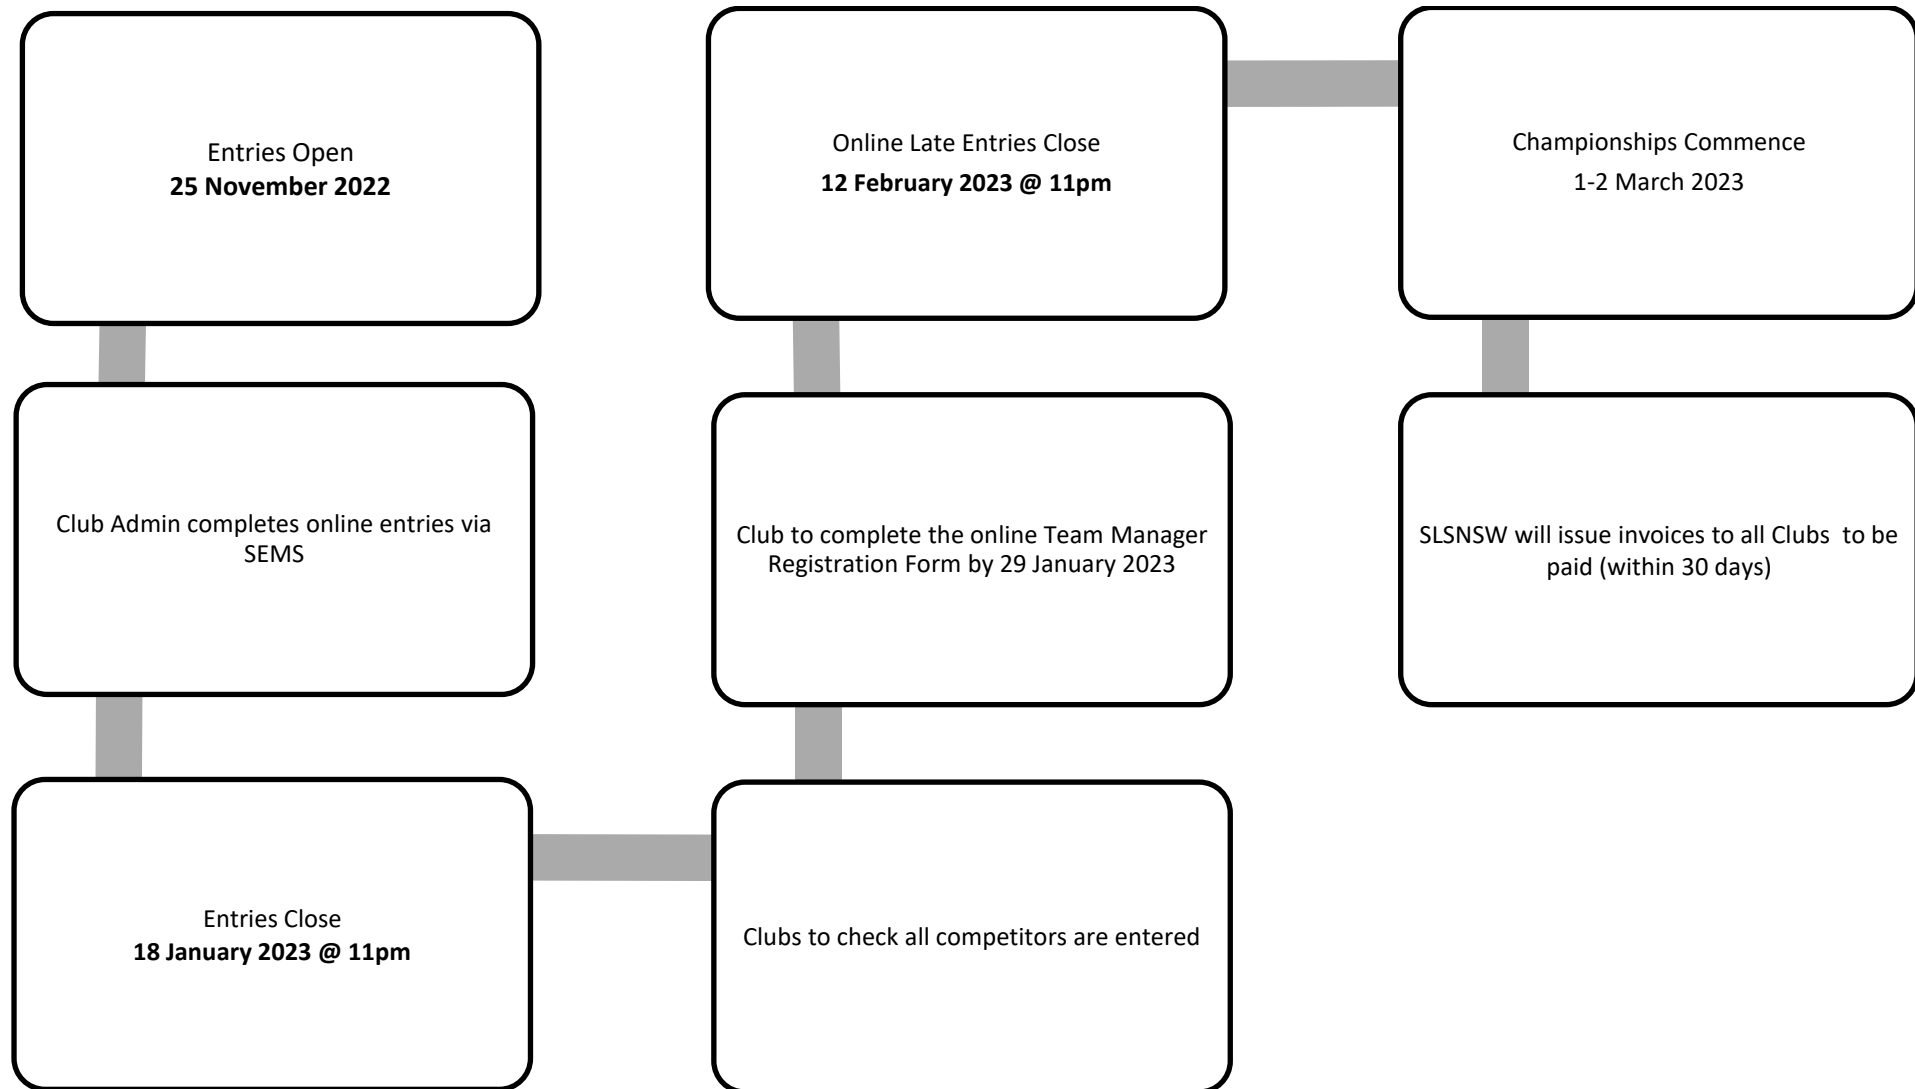 Entries Open
25 November 2022
Club Admin completes online entries via
SEMS
Entries Close
18 January 2023 @ 11pm
Clubs to check all competitors are entered
Club to complete the online Team Manager
Registration Form by 29 January 2023
Online Late Entries Close
12 February 2023 @ 11pm
Championships Commence
1-2 March 2023
SLSNSW will issue invoices to all Clubs  to be
paid (within 30 days)